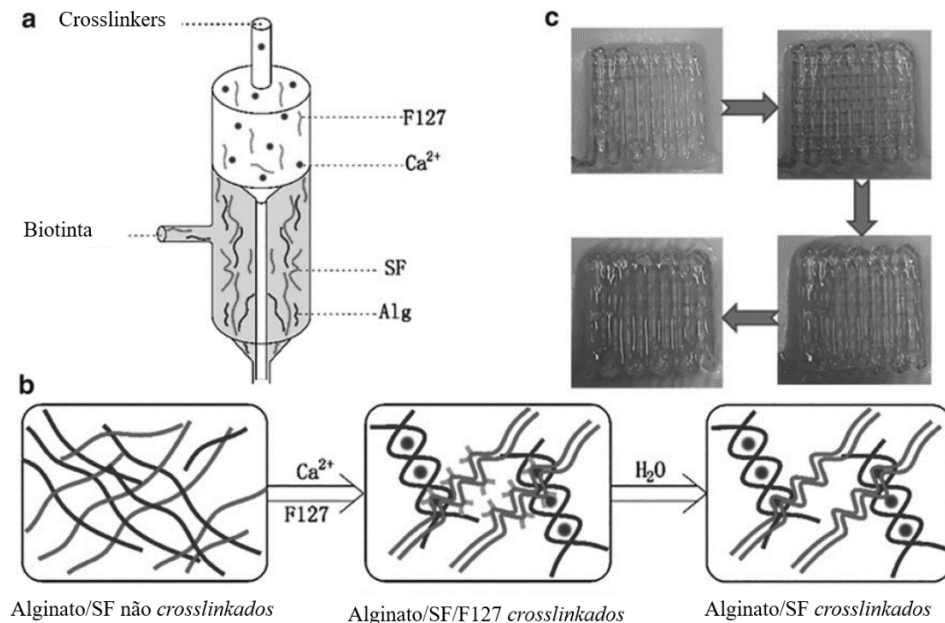 a
Crosslinkers
F127
Ca²⁺
Biotinta
SF
Alg
c
b
Ca²⁺
F127
H₂O
Alginato/SF não crosslinkados
Alginato/SF/F127 crosslinkados
Alginato/SF crosslinkados